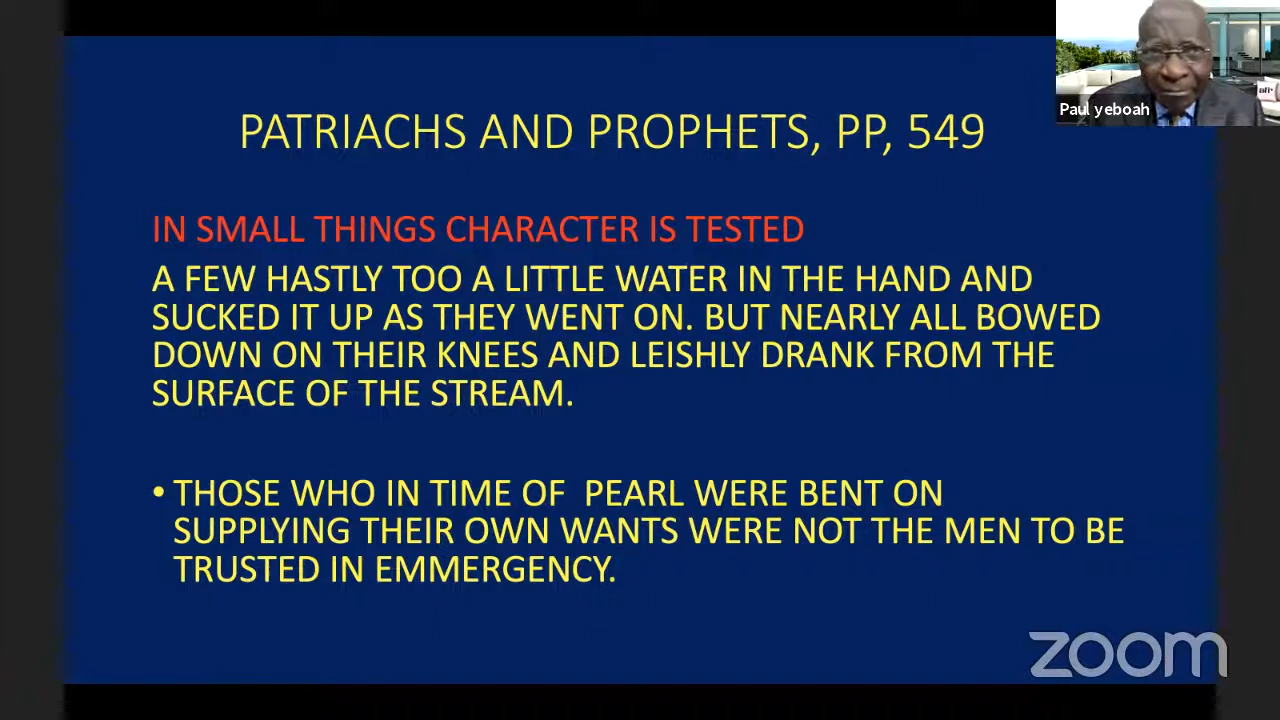 Paul yeboah
PATRIACHS AND PROPHETS, PP, 549
IN SMALL THINGS CHARACTER IS TESTED
A FEW HASTLY TOO A LITTLE WATER IN THE HAND AND
SUCKED IT UP AS THEY WENT ON. BUT NEARLY ALL BOWED
DOWN ON THEIR KNEES AND LEISHLY DRANK FROM THE
SURFACE OF THE STREAM.
• THOSE WHO IN TIME OF  PEARL WERE BENT ON
SUPPLYING THEIR OWN WANTS WERE NOT THE MEN TO BE
TRUSTED IN EMMERGENCY.
zoom